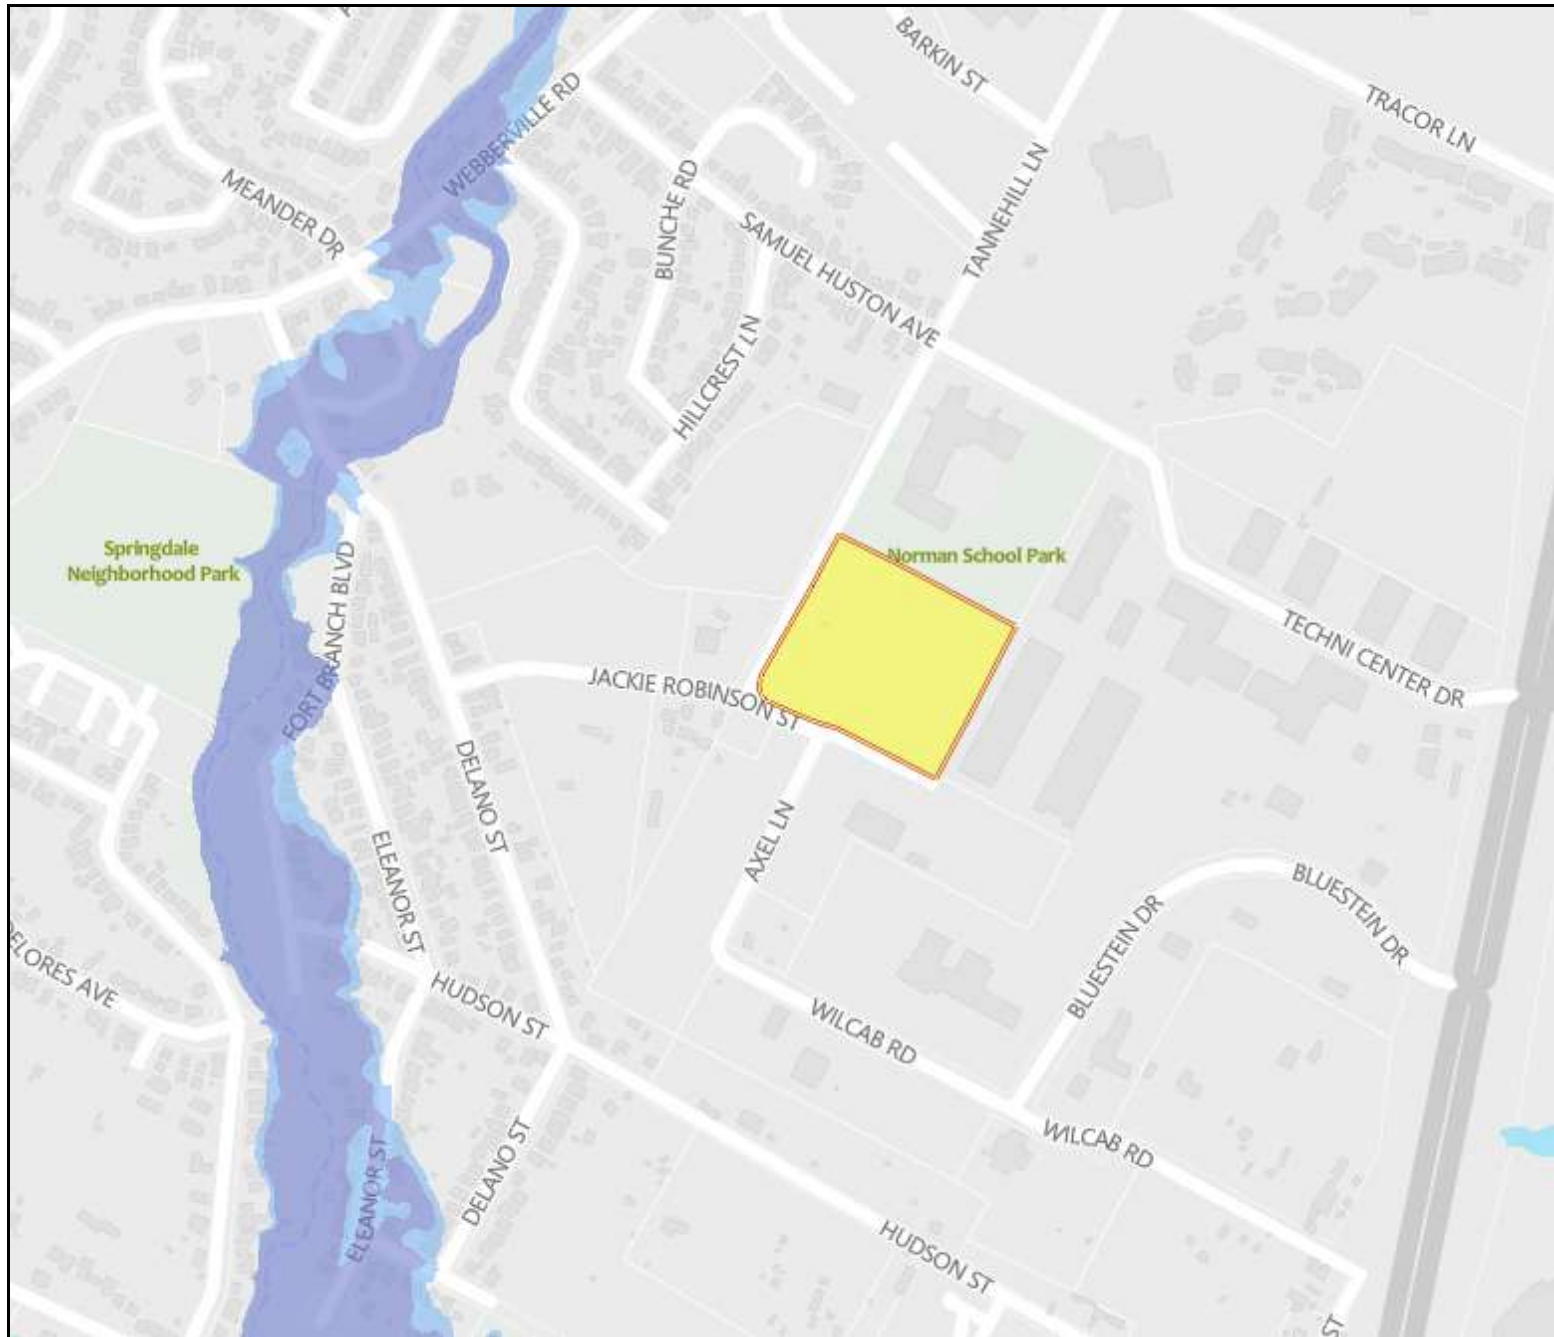 BARKIN ST
TRACOR LN
WEBBERVILLE RD
MEANDER DR
BUNCHE RD
TANNEHILL LN
SAMUEL HUSTON AVE
HILLCREST LN
Springdale
Neighborhood Park
Norman School Park
FORT BRANCH BLVD
TECHNI CENTER DR
JACKIE ROBINSON ST
DELANO ST
AXEL LN
ELEANOR ST
BLUESTEIN DR
BLUESTEIN DR
ELORES AVE
HUDSON ST
WILCAB RD
WILCAB RD
DELANO ST
ELEANOR ST
HUDSON ST
ST